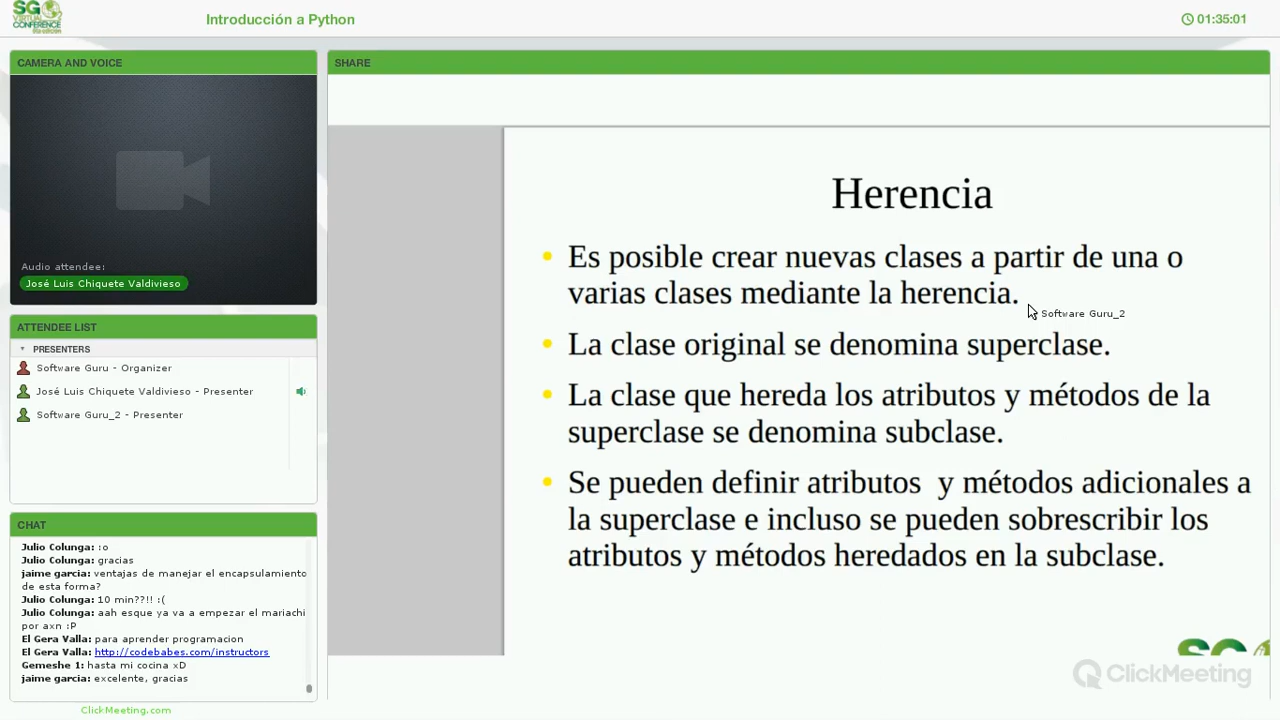 SG
VIRTUAL
CONFERENCE
Introducción a Python
01:35:01
CAMERA AND VOICE
Audio attendee:
José Luis Chiquete Valdivieso
ATTENDEE LIST
PRESENTERS
Software Guru - Organizer
José Luis Chiquete Valdivieso - Presenter
Software Guru_2 - Presenter
CHAT
Julio Colunga: :o
Julio Colunga: gracias
jaime garcia: ventajas de manejar el encapsulamiento
de esta forma?
Julio Colunga: 10 min??!! :(
Julio Colunga: aah esque ya va a empezar el mariachi
por axn :P
El Gera Valla: para aprender programacion
El Gera Valla: http://codebabes.com/instructors
Gemeshe 1: hasta mi cocina xD
jaime garcia: excelente, gracias
ClickMeeting.com
SHARE
Herencia
• Es posible crear nuevas clases a partir de una o
varias clases mediante la herencia.
Software Guru_2
• La clase original se denomina superclase.
• La clase que hereda los atributos y métodos de la
superclase se denomina subclase.
• Se pueden definir atributos y métodos adicionales a
la superclase e incluso se pueden sobrescribir los
atributos y métodos heredados en la subclase.
ClickMeeting